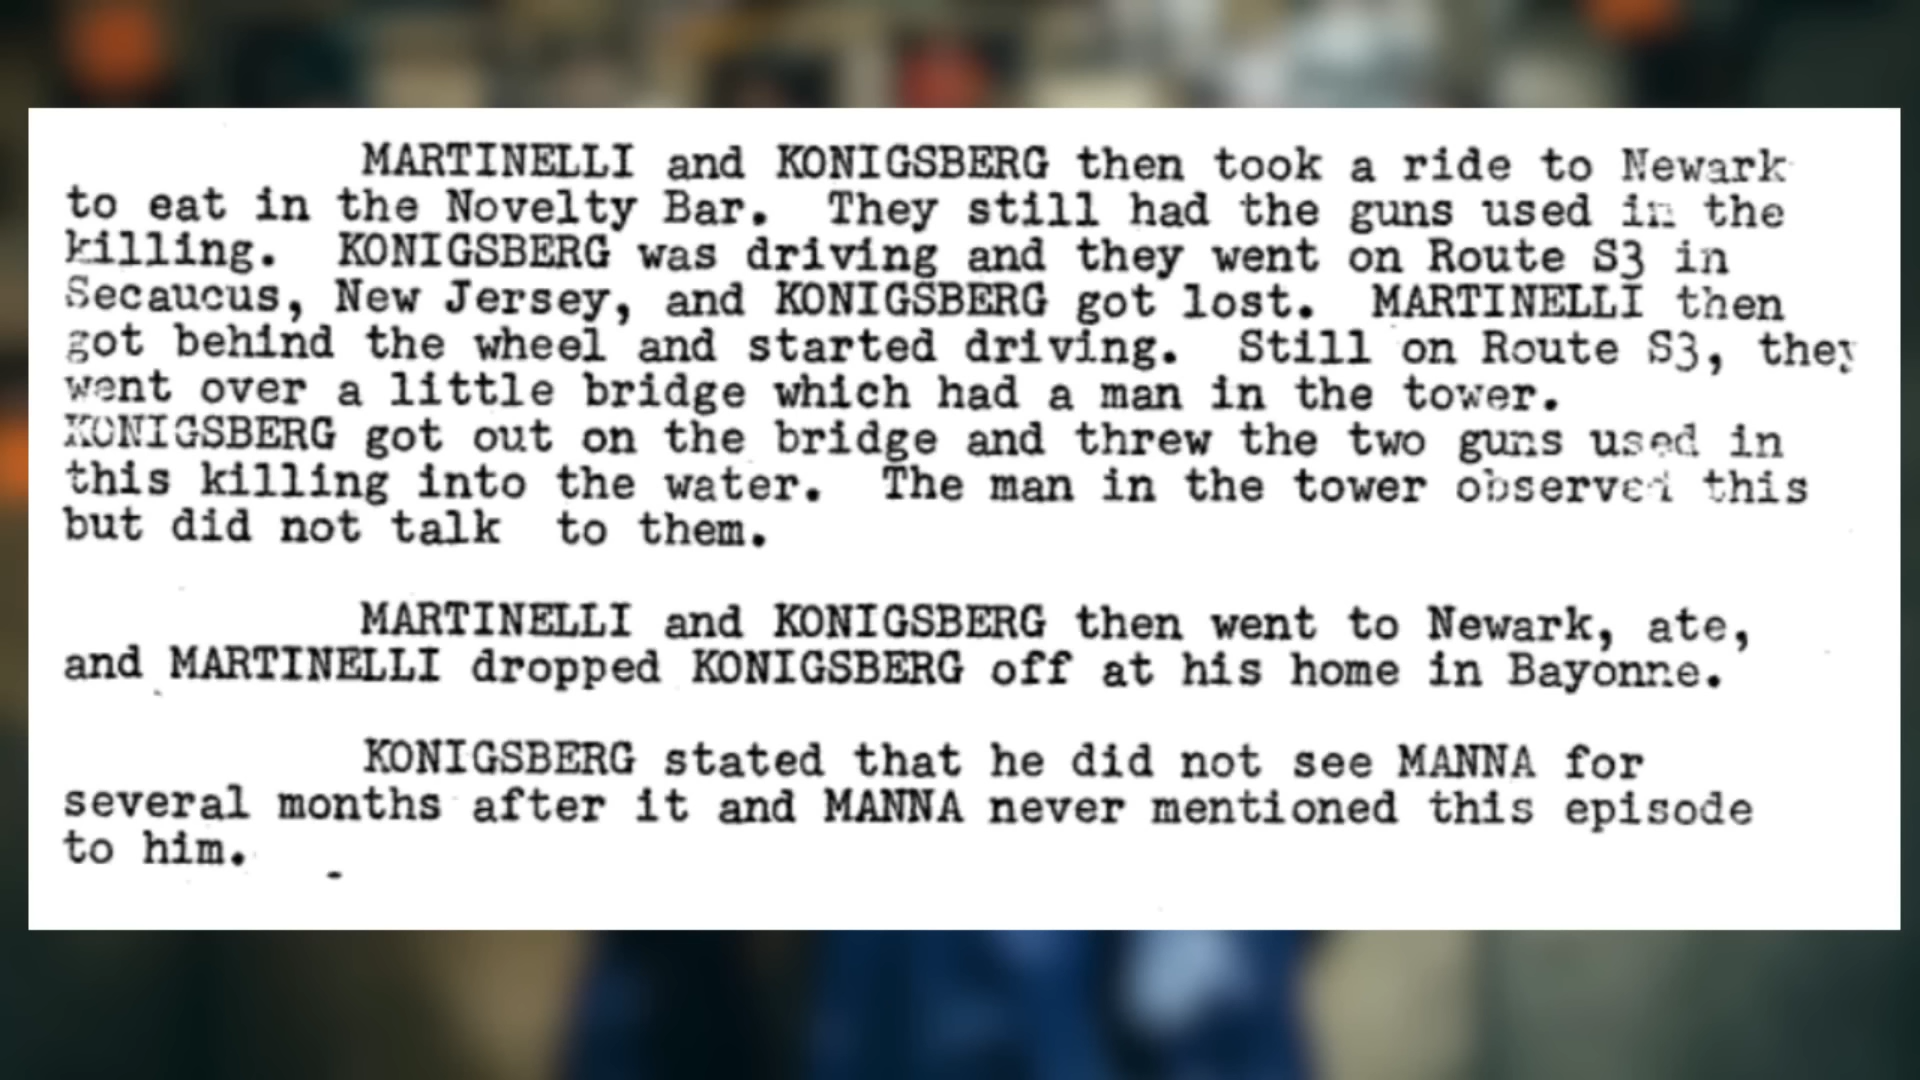 MARTINELLI and KONIGSBERG then took a ride to Newark
to eat in the Novelty Bar. They still had the guns used in the
killing. KONIGSBERG was driving and they went on Route S3 in
Secaucus, New Jersey, and KONIGSBERG got lost. MARTINELLI then
got behind the wheel and started driving. Still on Route S3, they
went over a little bridge which had a man in the tower.
KONIGSBERG got out on the bridge and threw the two guns used in
this killing into the water. The man in the tower observed this
but did not talk to them.
MARTINELLI and KONIGSBERG then went to Newark, ate,
and MARTINELLI dropped KONIGSBERG off at his home in Bayonne.
KONIGSBERG stated that he did not see MANNA for
several months after it and MANNA never mentioned this episode
to him.